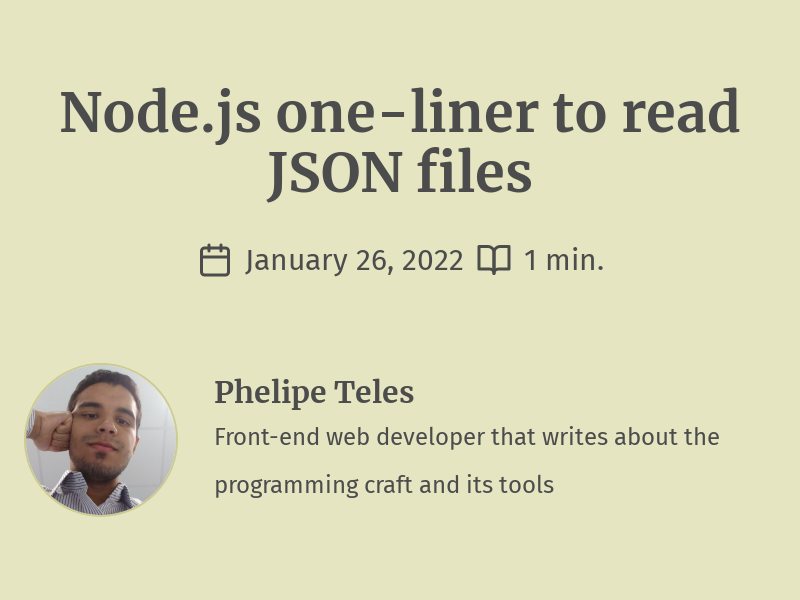 Node.js one-liner to read
JSON files
January 26, 2022 1 min.
Phelipe Teles
Front-end web developer that writes about the
programming craft and its tools